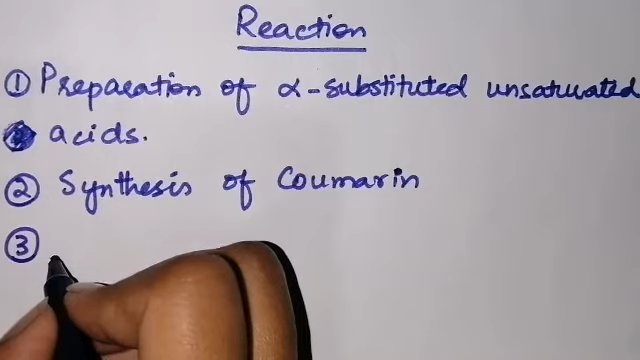 Reaction
① Preparation of α-substituted unsaturated
acids.
② Synthesis of Coumarin
③